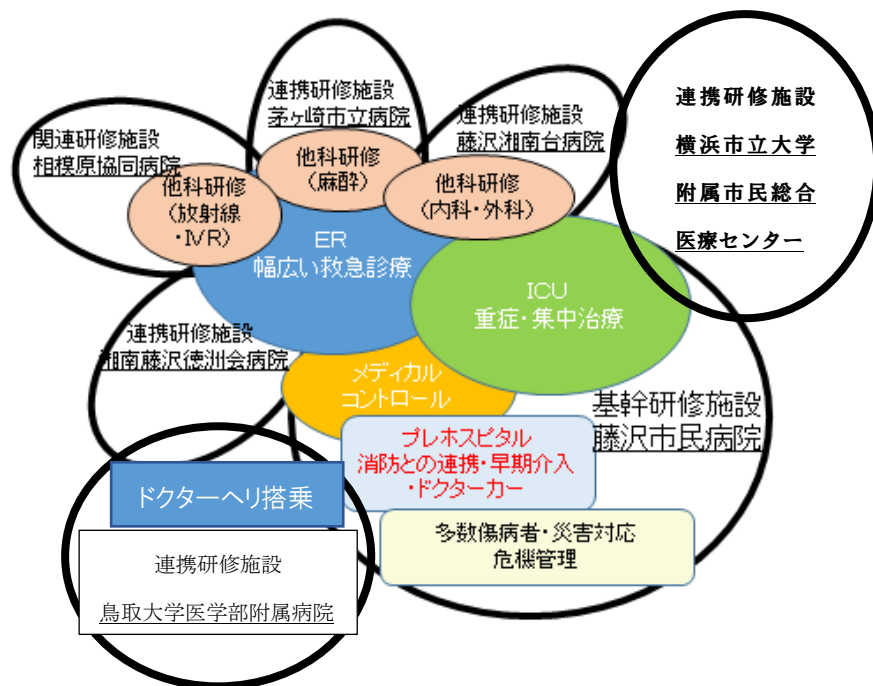 連携研修施設
茅ヶ崎市立病院
連携研修施設
藤沢湘南台病院
関連研修施設
相模原協同病院
連携研修施設
横浜市立大学
附属市民総合
医療センター
他科研修
（麻酔）
他科研修
（放射線
・IVR）
他科研修
（内科・外科）
ER
幅広い救急診療
ICU
重症・集中治療
連携研修施設
湘南藤沢徳洲会病院
メディカル
コントロール
基幹研修施設
藤沢市民病院
プレホスピタル
消防との連携・早期介入
・ドクターカー
ドクターヘリ搭乗
連携研修施設
鳥取大学医学部附属病院
多数傷病者・災害対応
危機管理